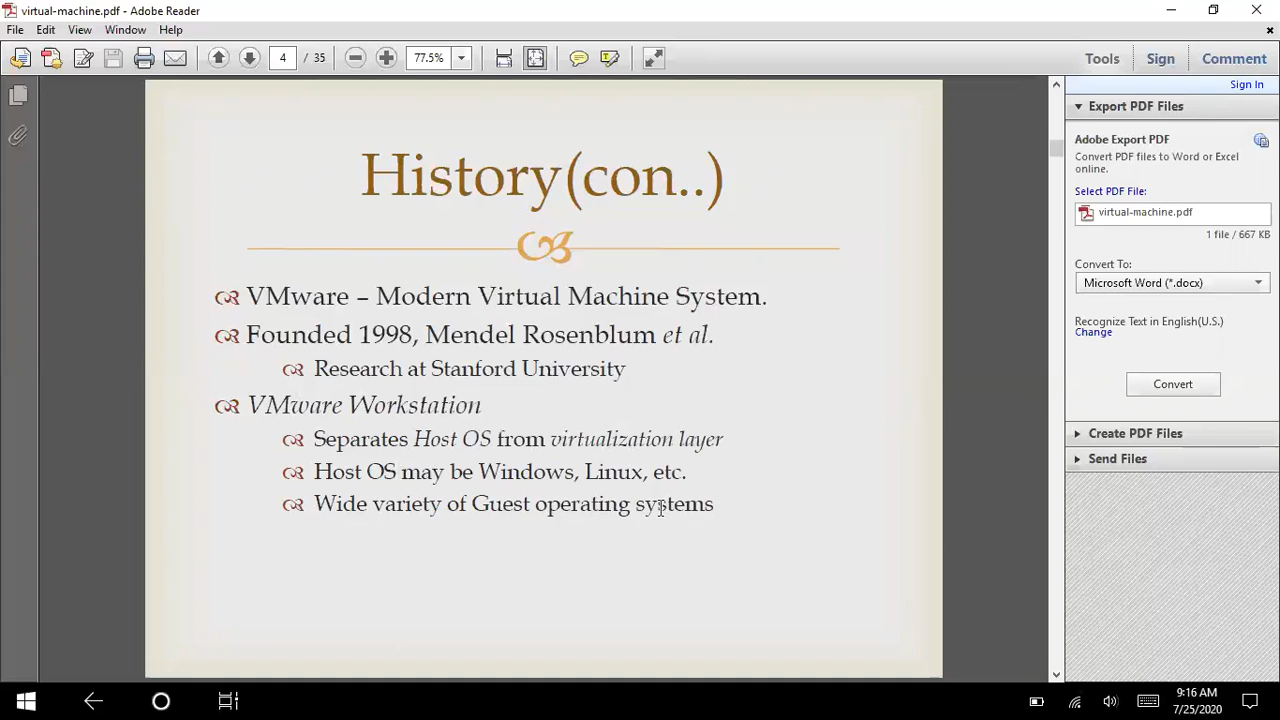 virtual-machine.pdf - Adobe Reader
File Edit View Window Help
4 / 35 77.5% Tools Sign Comment
Sign In
Export PDF Files
Adobe Export PDF
Convert PDF files to Word or Excel
online.
Select PDF File:
virtual-machine.pdf
1 file / 667 KB
Convert To:
Microsoft Word (*.docx)
Recognize Text in English(U.S.)
Change
Convert
Create PDF Files
Send Files
History(con..)
VMware – Modern Virtual Machine System.
Founded 1998, Mendel Rosenblum et al.
Research at Stanford University
VMware Workstation
Separates Host OS from virtualization layer
Host OS may be Windows, Linux, etc.
Wide variety of Guest operating systems
9:16 AM
7/25/2020